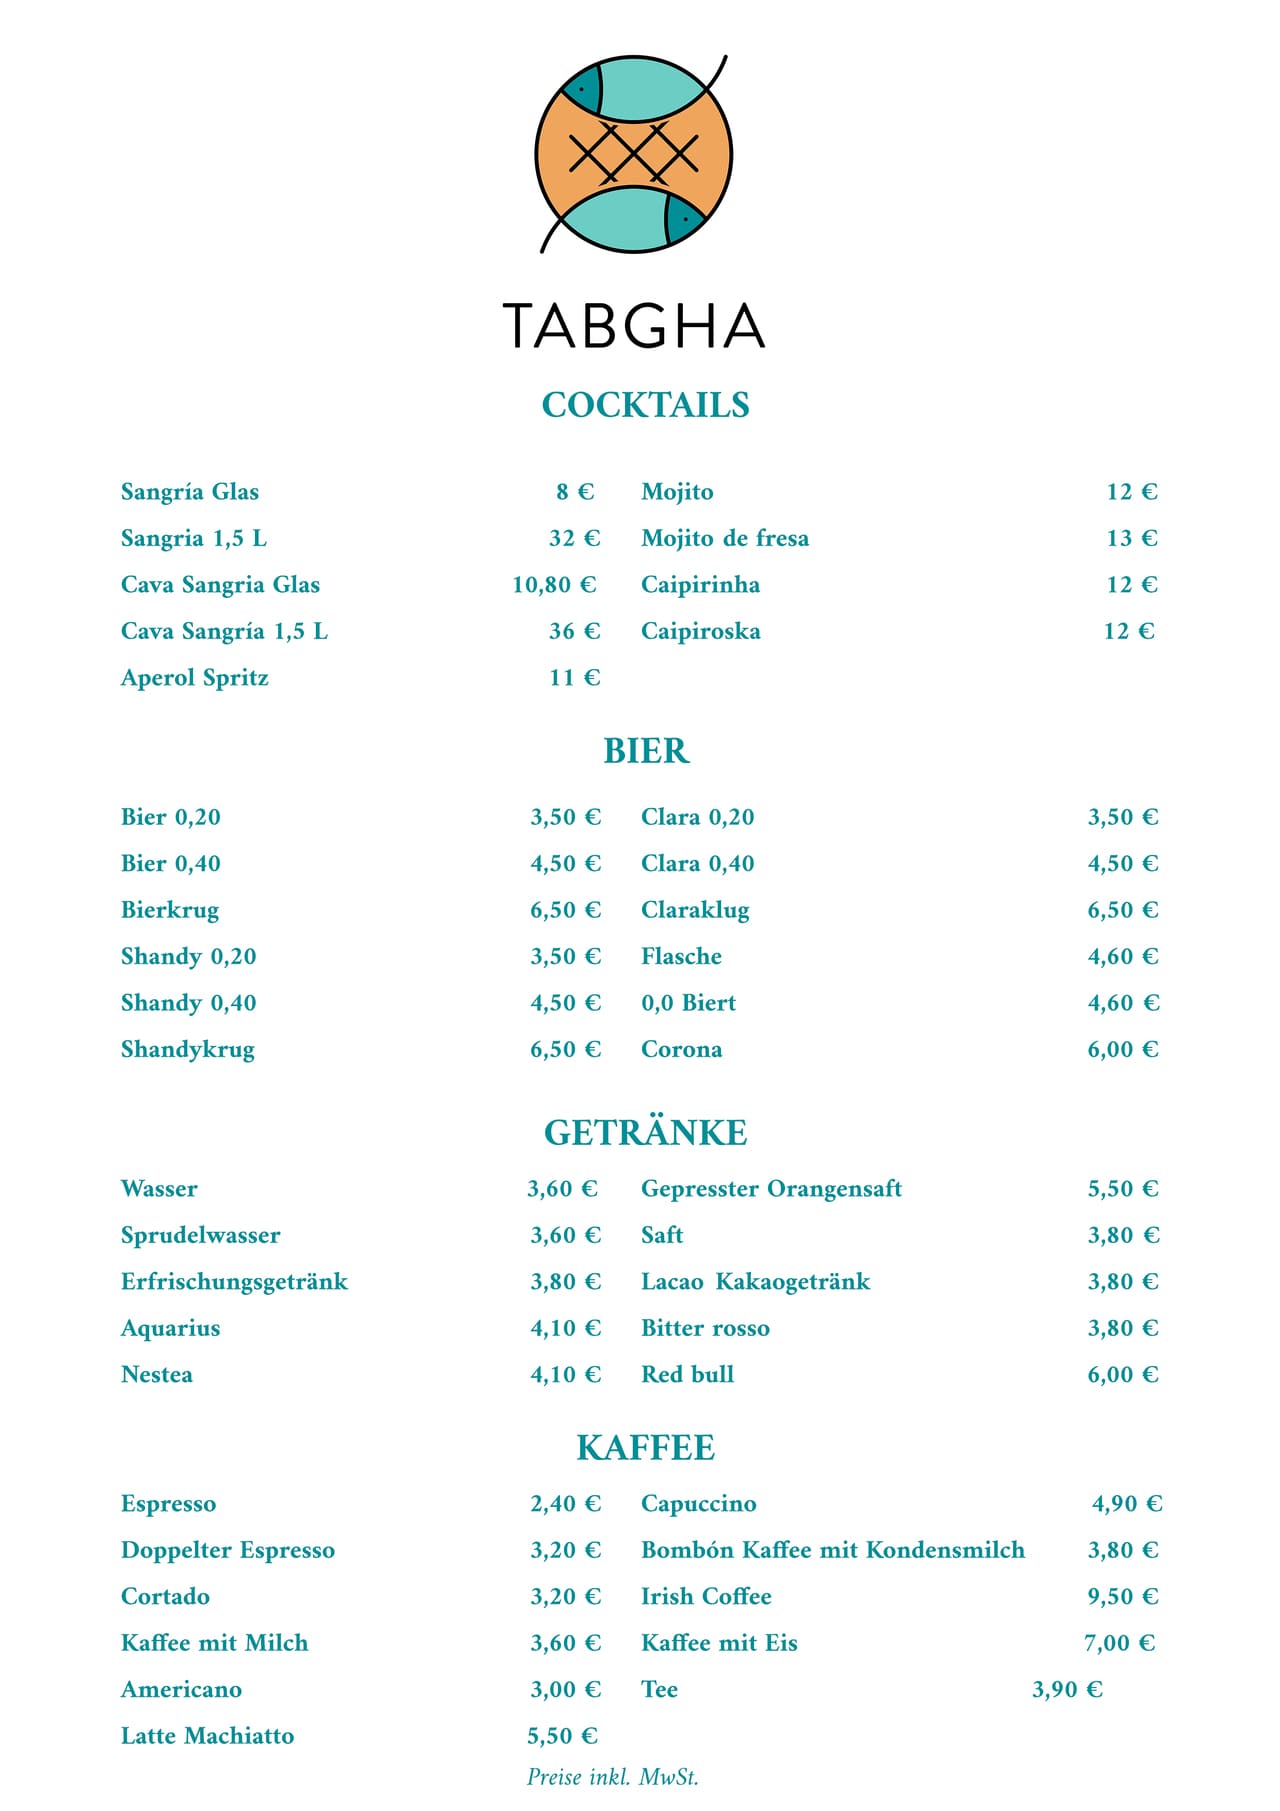 TABGHA
COCKTAILS
Sangría Glas 8 € Mojito 12 €
Sangria 1,5 L 32 € Mojito de fresa 13 €
Cava Sangria Glas 10,80 € Caipirinha 12 €
Cava Sangría 1,5 L 36 € Caipiroska 12 €
Aperol Spritz 11 €
BIER
Bier 0,20 3,50 € Clara 0,20 3,50 €
Bier 0,40 4,50 € Clara 0,40 4,50 €
Bierkrug 6,50 € Claraklug 6,50 €
Shandy 0,20 3,50 € Flasche 4,60 €
Shandy 0,40 4,50 € 0,0 Biert 4,60 €
Shandykrug 6,50 € Corona 6,00 €
GETRÄNKE
Wasser 3,60 € Gepresster Orangensaft 5,50 €
Sprudelwasser 3,60 € Saft 3,80 €
Erfrischungsgetränk 3,80 € Lacao Kakaogetränk 3,80 €
Aquarius 4,10 € Bitter rosso 3,80 €
Nestea 4,10 € Red bull 6,00 €
KAFFEE
Espresso 2,40 € Capuccino 4,90 €
Doppelter Espresso 3,20 € Bombón Kaffee mit Kondensmilch 3,80 €
Cortado 3,20 € Irish Coffee 9,50 €
Kaffee mit Milch 3,60 € Kaffee mit Eis 7,00 €
Americano 3,00 € Tee 3,90 €
Latte Machiatto 5,50 €
Preise inkl. MwSt.